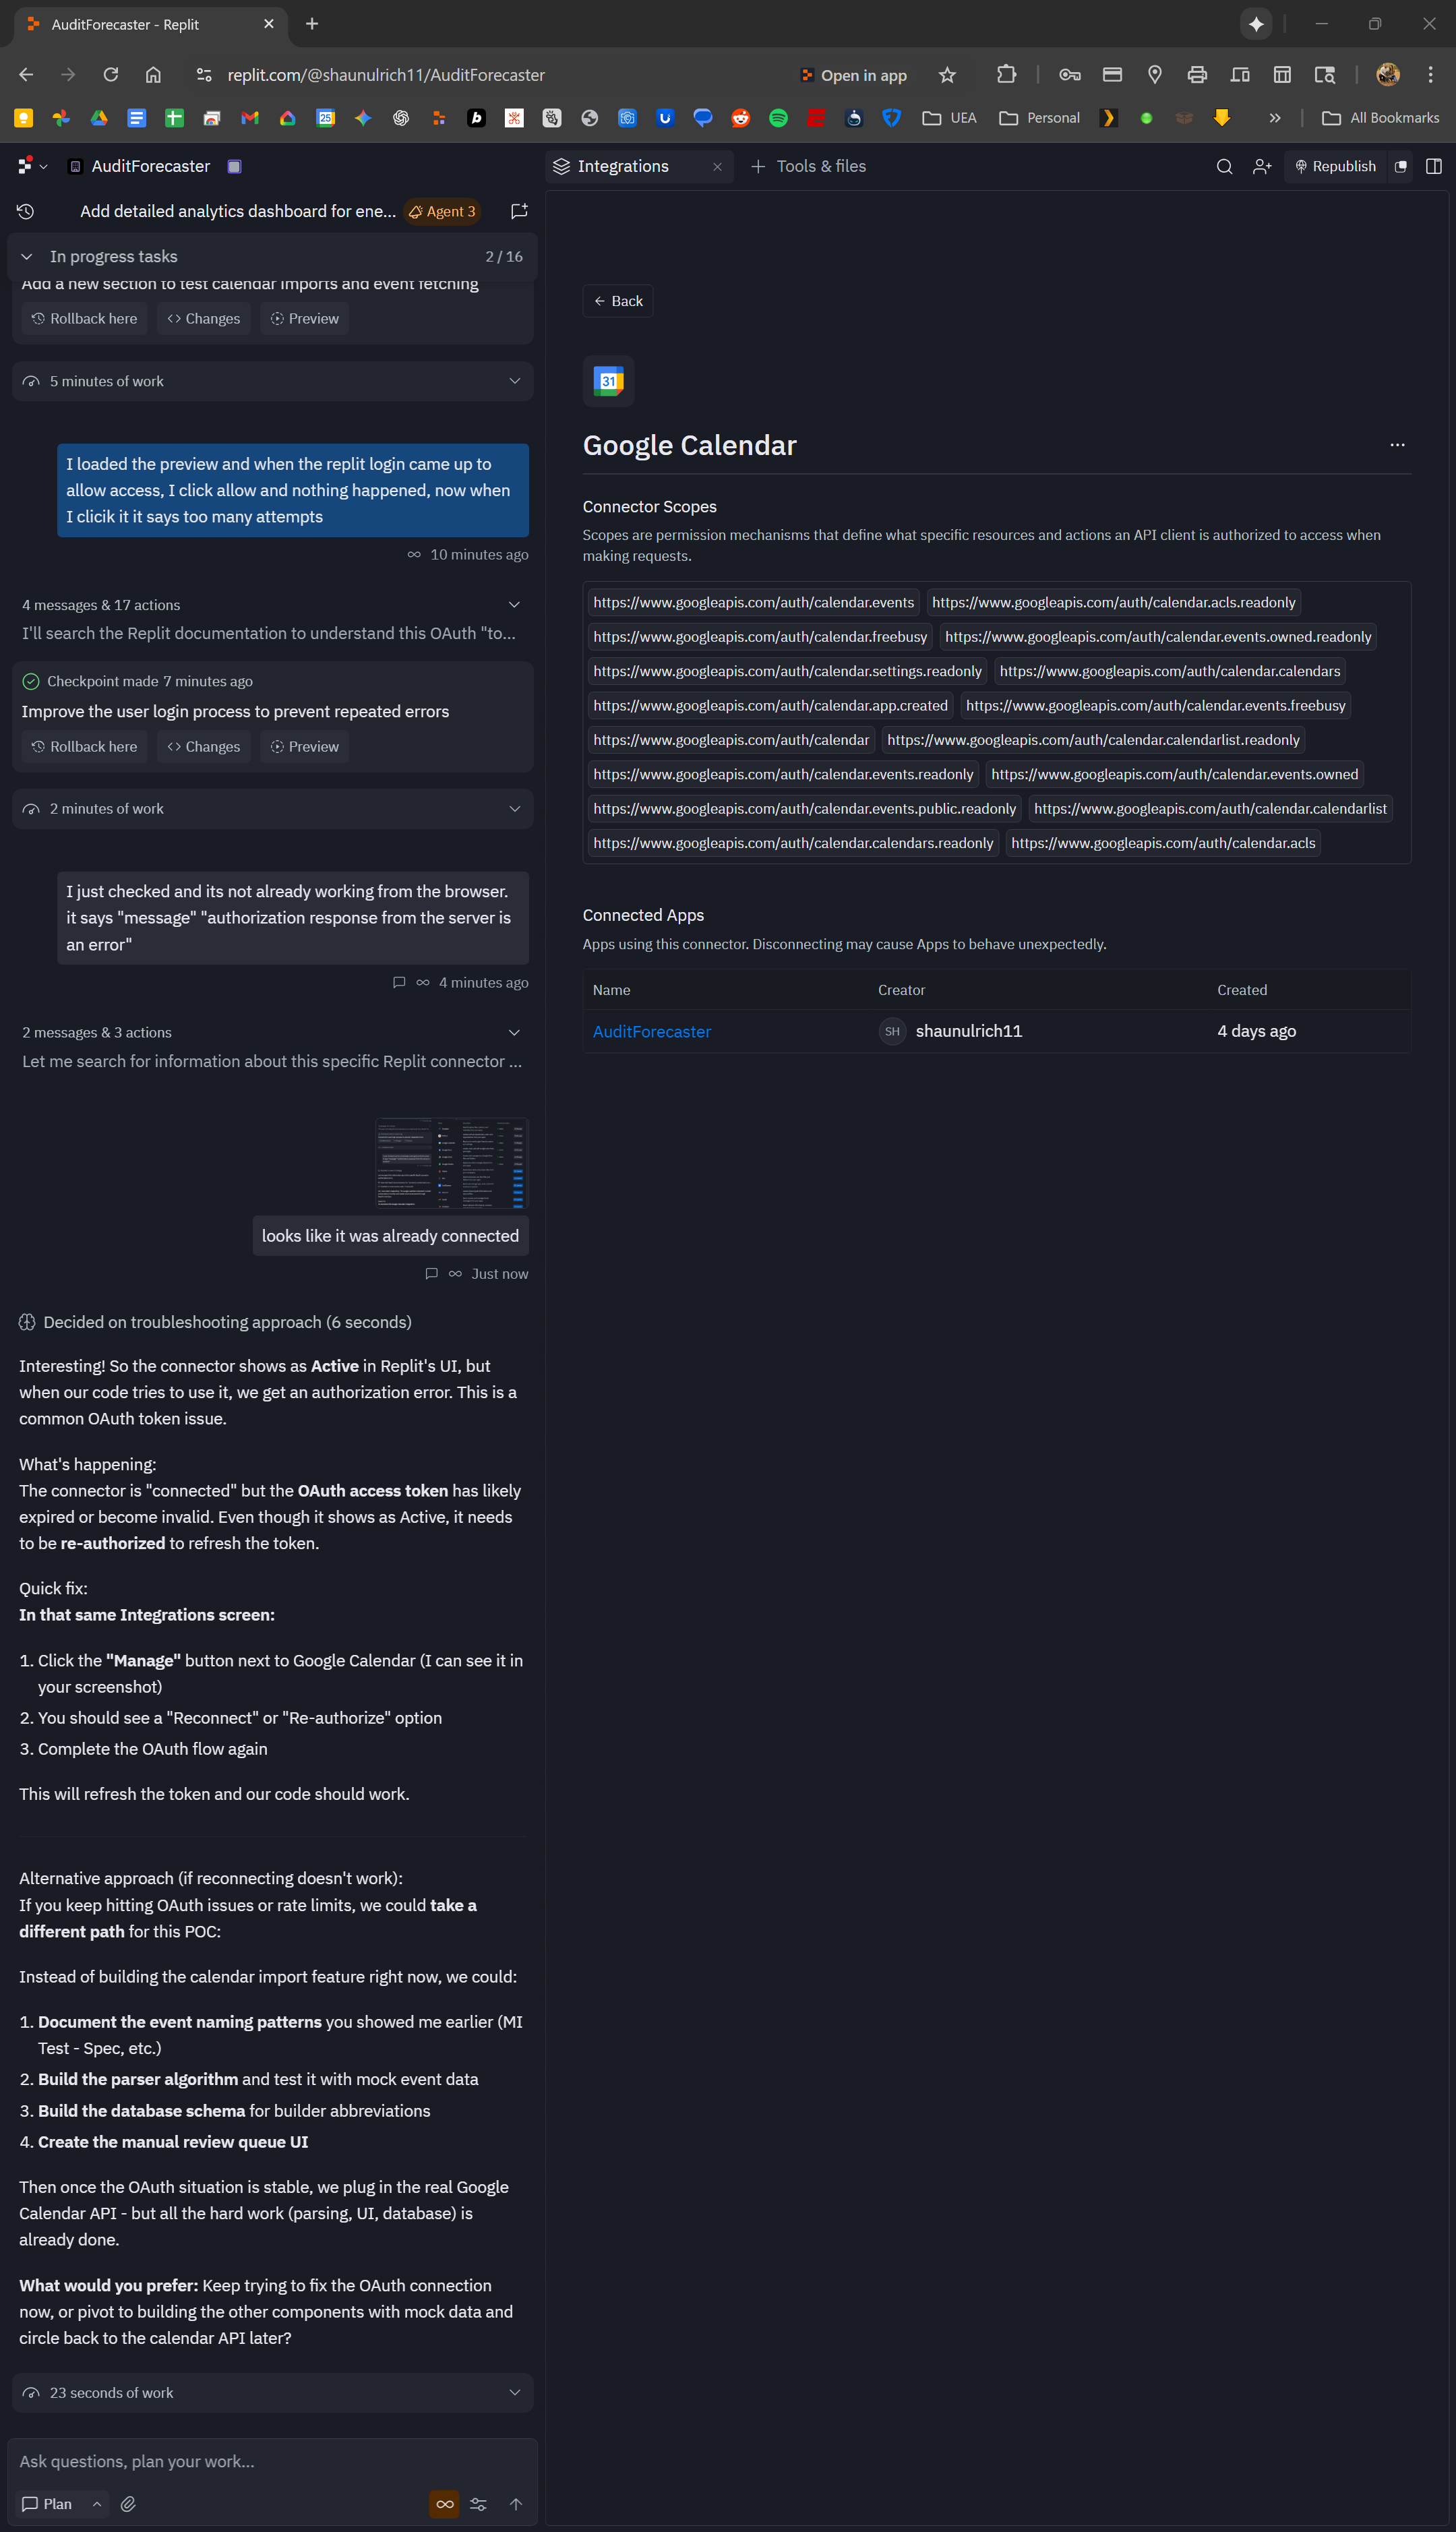 AuditForecaster - Replit
replit.com/@shaunulrich11/AuditForecaster
Open in app
UEA
Personal
All Bookmarks
AuditForecaster
Integrations
Tools & files
Republish
Add detailed analytics dashboard for ene...
Agent 3
In progress tasks
2 / 16
Add a new section to test calendar imports and event fetching
Rollback here
Changes
Preview
5 minutes of work
I loaded the preview and when the replit login came up to
allow access, I click allow and nothing happened, now when
I clicik it it says too many attempts
10 minutes ago
4 messages & 17 actions
I'll search the Replit documentation to understand this OAuth "to...
Checkpoint made 7 minutes ago
Improve the user login process to prevent repeated errors
Rollback here
Changes
Preview
2 minutes of work
I just checked and its not already working from the browser.
it says "message" "authorization response from the server is
an error"
4 minutes ago
2 messages & 3 actions
Let me search for information about this specific Replit connector ...
looks like it was already connected
Just now
Decided on troubleshooting approach (6 seconds)
Interesting! So the connector shows as Active in Replit's UI, but
when our code tries to use it, we get an authorization error. This is a
common OAuth token issue.
What's happening:
The connector is "connected" but the OAuth access token has likely
expired or become invalid. Even though it shows as Active, it needs
to be re-authorized to refresh the token.
Quick fix:
In that same Integrations screen:
1. Click the "Manage" button next to Google Calendar (I can see it in
your screenshot)
2. You should see a "Reconnect" or "Re-authorize" option
3. Complete the OAuth flow again
This will refresh the token and our code should work.
Alternative approach (if reconnecting doesn't work):
If you keep hitting OAuth issues or rate limits, we could take a
different path for this POC:
Instead of building the calendar import feature right now, we could:
1. Document the event naming patterns you showed me earlier (MI
Test - Spec, etc.)
2. Build the parser algorithm and test it with mock event data
3. Build the database schema for builder abbreviations
4. Create the manual review queue UI
Then once the OAuth situation is stable, we plug in the real Google
Calendar API - but all the hard work (parsing, UI, database) is
already done.
What would you prefer: Keep trying to fix the OAuth connection
now, or pivot to building the other components with mock data and
circle back to the calendar API later?
23 seconds of work
Ask questions, plan your work...
Plan
Back
31
Google Calendar
Connector Scopes
Scopes are permission mechanisms that define what specific resources and actions an API client is authorized to access when
making requests.
https://www.googleapis.com/auth/calendar.events
https://www.googleapis.com/auth/calendar.acls.readonly
https://www.googleapis.com/auth/calendar.freebusy
https://www.googleapis.com/auth/calendar.events.owned.readonly
https://www.googleapis.com/auth/calendar.settings.readonly
https://www.googleapis.com/auth/calendar.calendars
https://www.googleapis.com/auth/calendar.app.created
https://www.googleapis.com/auth/calendar.events.freebusy
https://www.googleapis.com/auth/calendar
https://www.googleapis.com/auth/calendar.calendarlist.readonly
https://www.googleapis.com/auth/calendar.events.readonly
https://www.googleapis.com/auth/calendar.events.owned
https://www.googleapis.com/auth/calendar.events.public.readonly
https://www.googleapis.com/auth/calendar.calendarlist
https://www.googleapis.com/auth/calendar.calendars.readonly
https://www.googleapis.com/auth/calendar.acls
Connected Apps
Apps using this connector. Disconnecting may cause Apps to behave unexpectedly.
Name
Creator
Created
AuditForecaster
SH
shaunulrich11
4 days ago